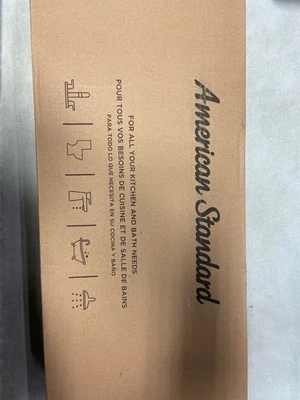 American Standard
FOR ALL YOUR KITCHEN AND BATH NEEDS
POUR TOUS VOS BESOINS DE CUISINE ET DE SALLE DE BAINS
PARA TODO LO QUE NECESITA EN SU COCINA Y BAÑO